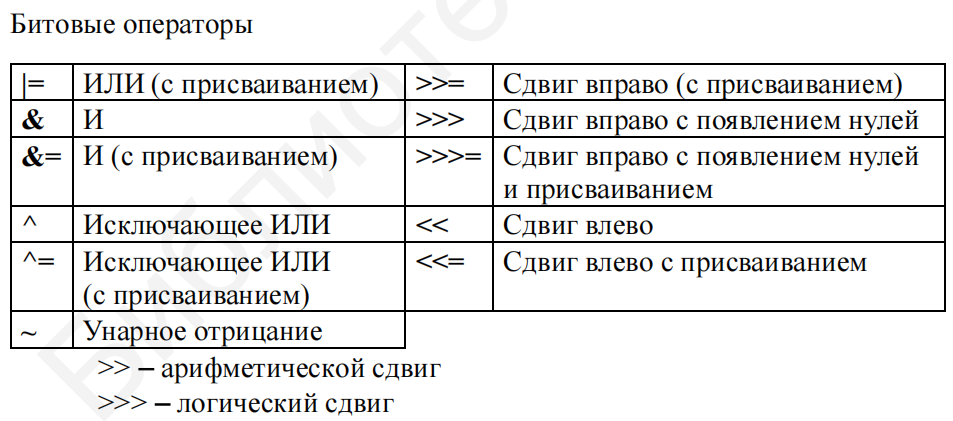 Битовые операторы
|= ИЛИ (с присваиванием) >>= Сдвиг вправо (с присваиванием)
& И >>> Сдвиг вправо с появлением нулей
&= И (с присваиванием) >>>= Сдвиг вправо с появлением нулей
и присваиванием
^ Исключающее ИЛИ << Сдвиг влево
^= Исключающее ИЛИ <<= Сдвиг влево с присваиванием
(с присваиванием)
~ Унарное отрицание
>> – арифметической сдвиг
>>> – логический сдвиг
Библиоте